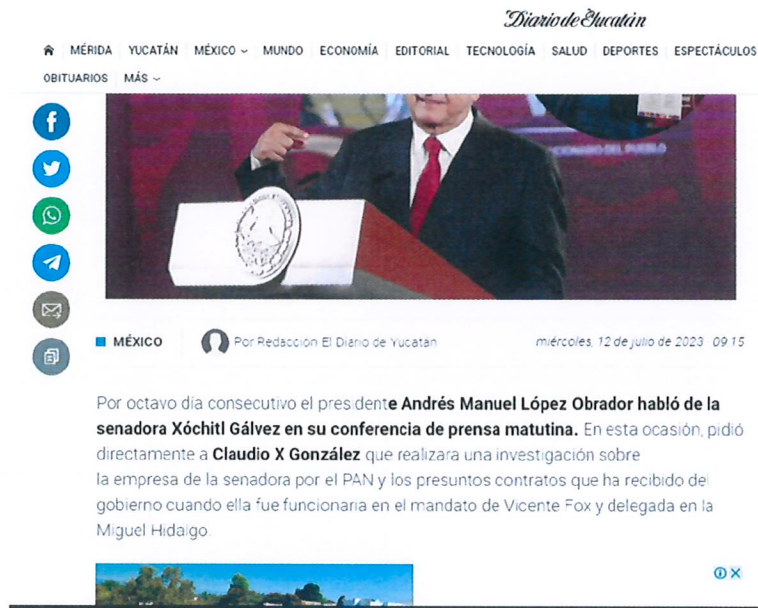 Diario de Yucatán
MÉRIDA YUCATÁN MÉXICO MUNDO ECONOMÍA EDITORIAL TECNOLOGÍA SALUD DEPORTES ESPECTÁCULOS
OBITUARIOS MÁS
MÉXICO Por Redacción El Diario de Yucatán miércoles, 12 de julio de 2023 09:15
Por octavo día consecutivo el presidente Andrés Manuel López Obrador habló de la
senadora Xóchitl Gálvez en su conferencia de prensa matutina. En esta ocasión, pidió
directamente a Claudio X González que realizara una investigación sobre
la empresa de la senadora por el PAN y los presuntos contratos que ha recibido del
gobierno cuando ella fue funcionaria en el mandato de Vicente Fox y delegada en la
Miguel Hidalgo.